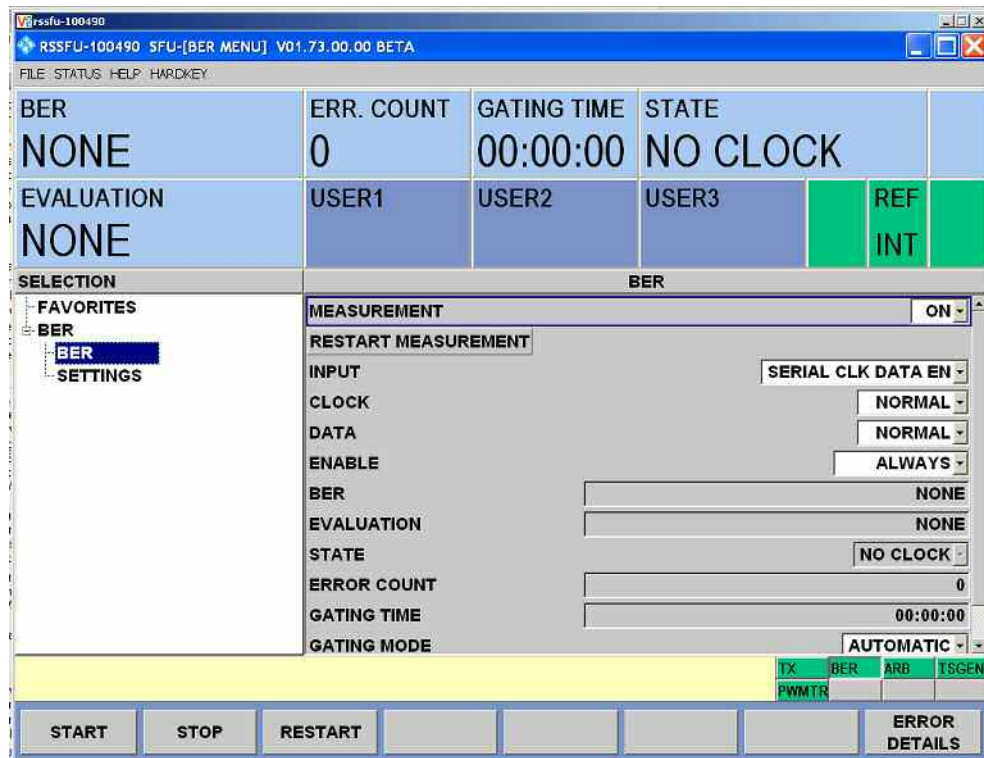 rssfu-100490
RSSFU-100490 SFU-[BER MENU] V01.73.00.00 BETA
FILE STATUS HELP HARDKEY
BER ERR. COUNT GATING TIME STATE
NONE 0 00:00:00 NO CLOCK
EVALUATION USER1 USER2 USER3 REF
NONE INT
SELECTION BER
FAVORITES
BER
BER
SETTINGS
MEASUREMENT ON
RESTART MEASUREMENT
INPUT SERIAL CLK DATA EN
CLOCK NORMAL
DATA NORMAL
ENABLE ALWAYS
BER NONE
EVALUATION NONE
STATE NO CLOCK
ERROR COUNT 0
GATING TIME 00:00:00
GATING MODE AUTOMATIC
TX BER ARB TSGEN
PWMTR
START STOP RESTART ERROR DETAILS